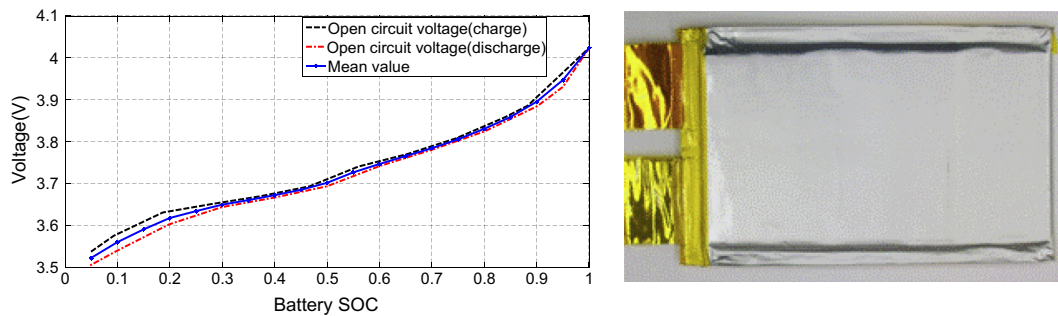 4.1
4
3.9
3.8
3.7
3.6
3.5
Voltage(V)
Open circuit voltage(charge)
Open circuit voltage(discharge)
Mean value
0 0.1 0.2 0.3 0.4 0.5 0.6 0.7 0.8 0.9 1
Battery SOC